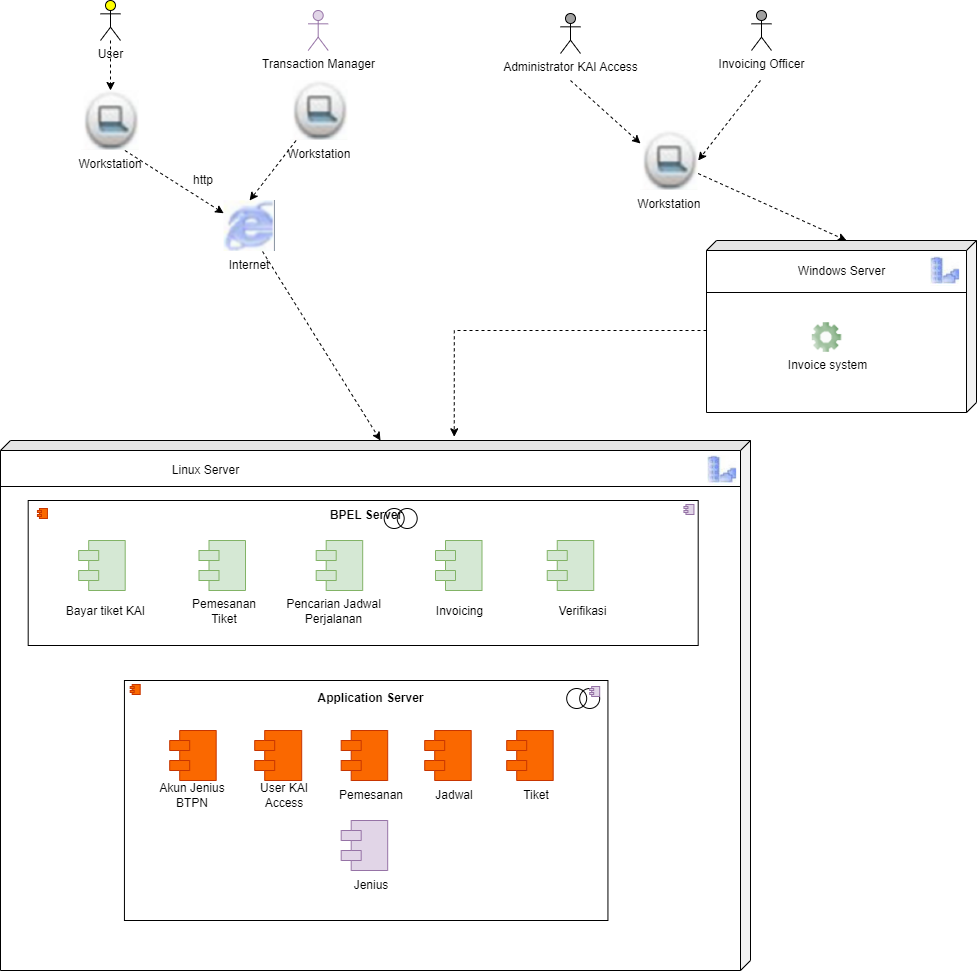 User
Transaction Manager
Administrator KAI Access
Invoicing Officer
Workstation
Workstation
Workstation
http
Internet
Windows Server
Invoice system
Linux Server
BPEL Server
Bayar tiket KAI
Pemesanan
Tiket
Pencarian Jadwal
Perjalanan
Invoicing
Verifikasi
Application Server
Akun Jenius
BTPN
User KAI
Access
Pemesanan
Jadwal
Tiket
Jenius